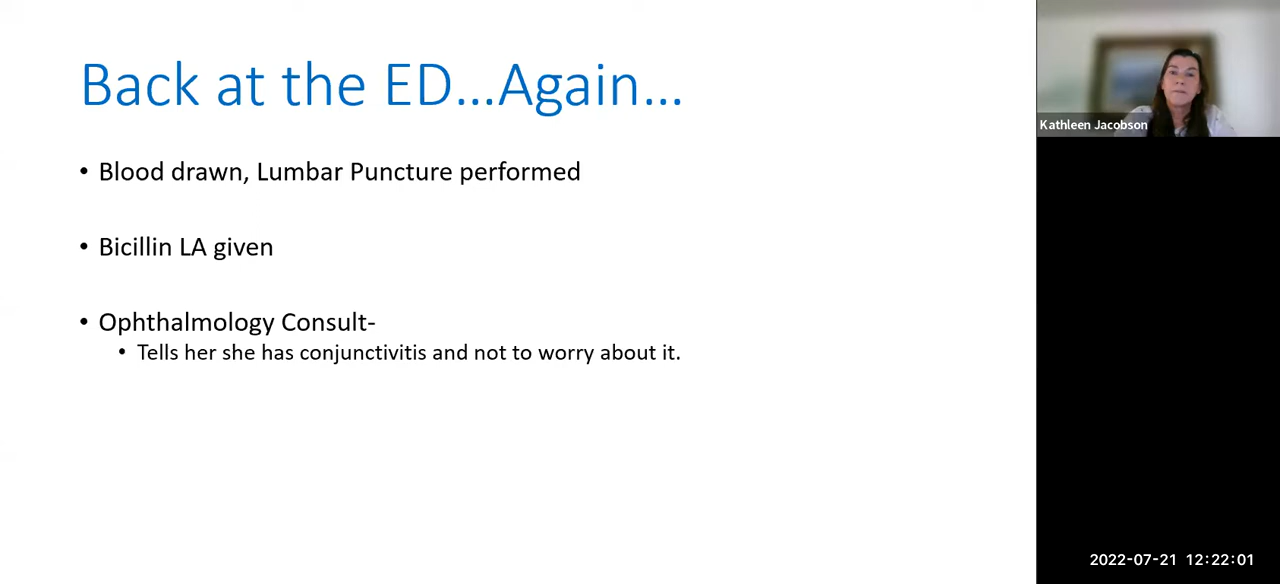 Back at the ED...Again...
• Blood drawn, Lumbar Puncture performed
• Bicillin LA given
• Ophthalmology Consult-
• Tells her she has conjunctivitis and not to worry about it.
Kathleen Jacobson
2022-07-21 12:22:01